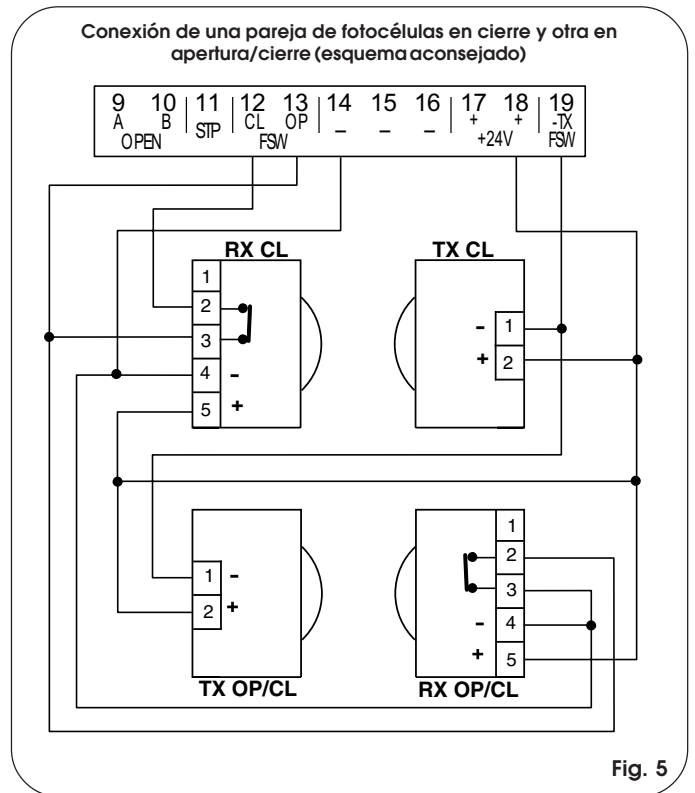 Conexión de una pareja de fotocélulas en cierre y otra en
apertura/cierre (esquema aconsejado)
9 10 11 12 13 14 15 16 17 18 19
A B STP CL OP – – – + + -TX
OPEN FSW +24V FSW
RX CL TX CL
1
2
3
4 -
5 +
- 1
+ 2
1 -
2 +
1
2
3
- 4
+ 5
TX OP/CL RX OP/CL
Fig. 5